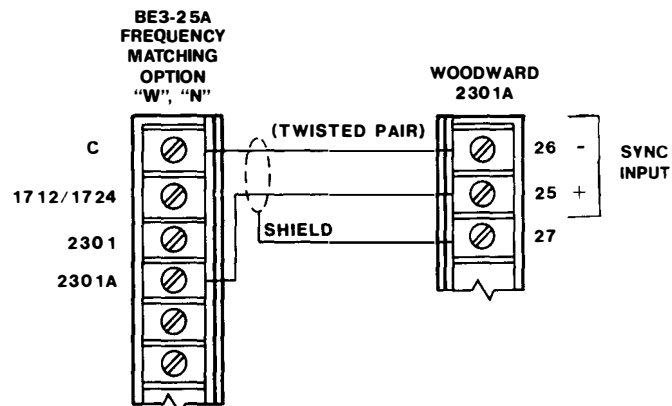 BE3-25A
FREQUENCY
MATCHING
OPTION
"W", "N"
WOODWARD
2301A
C
(TWISTED PAIR)
26 -
SYNC
INPUT
1712/1724
25 +
2301
SHIELD
27
2301A